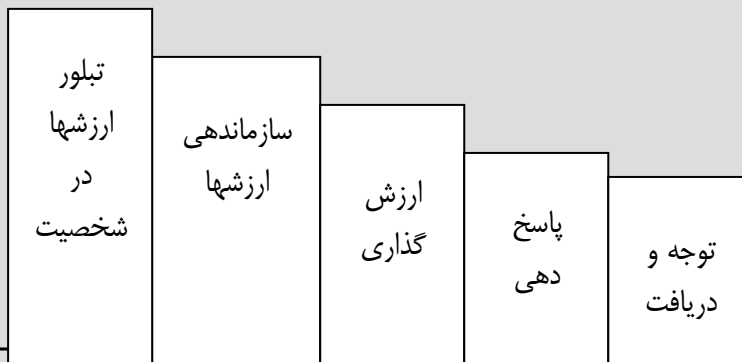 توجه و
دریافت
پاسخ
دهی
ارزش
گذاری
سازماندهی
ارزشها
تبلور
ارزشها
در
شخصیت